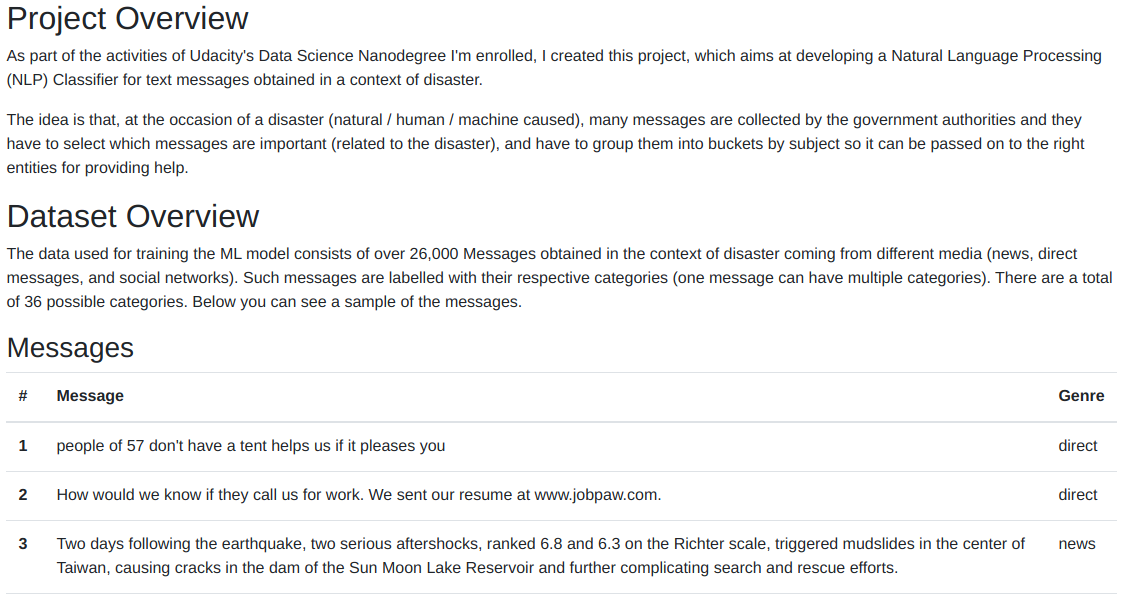 Project Overview
As part of the activities of Udacity's Data Science Nanodegree I'm enrolled, I created this project, which aims at developing a Natural Language Processing
(NLP) Classifier for text messages obtained in a context of disaster.
The idea is that, at the occasion of a disaster (natural / human / machine caused), many messages are collected by the government authorities and they
have to select which messages are important (related to the disaster), and have to group them into buckets by subject so it can be passed on to the right
entities for providing help.
Dataset Overview
The data used for training the ML model consists of over 26,000 Messages obtained in the context of disaster coming from different media (news, direct
messages, and social networks). Such messages are labelled with their respective categories (one message can have multiple categories). There are a total
of 36 possible categories. Below you can see a sample of the messages.
Messages
# Message Genre
1 people of 57 don't have a tent helps us if it pleases you direct
2 How would we know if they call us for work. We sent our resume at www.jobpaw.com. direct
3 Two days following the earthquake, two serious aftershocks, ranked 6.8 and 6.3 on the Richter scale, triggered mudslides in the center of news
Taiwan, causing cracks in the dam of the Sun Moon Lake Reservoir and further complicating search and rescue efforts.